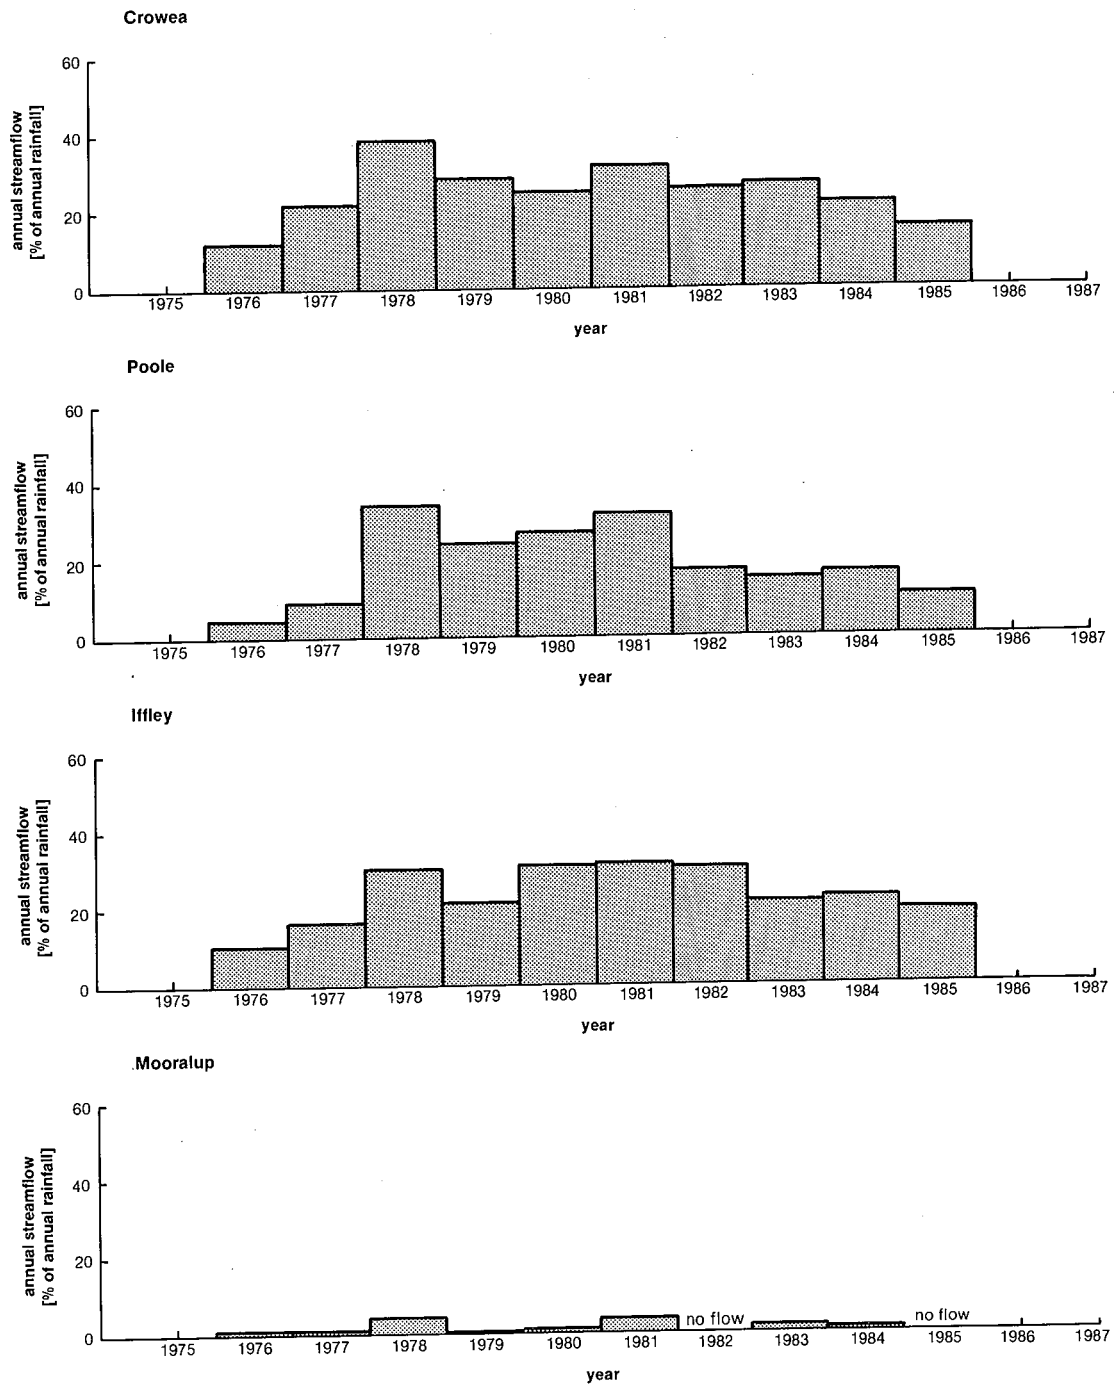 Crowea
annual streamflow
[% of annual rainfall]
60
40
20
0
1975 1976 1977 1978 1979 1980 1981 1982 1983 1984 1985 1986 1987
year
Poole
annual streamflow
[% of annual rainfall]
60
40
20
0
1975 1976 1977 1978 1979 1980 1981 1982 1983 1984 1985 1986 1987
year
Iffley
annual streamflow
[% of annual rainfall]
60
40
20
0
1975 1976 1977 1978 1979 1980 1981 1982 1983 1984 1985 1986 1987
year
Mooralup
annual streamflow
[% of annual rainfall]
60
40
20
0
no flow no flow
1975 1976 1977 1978 1979 1980 1981 1982 1983 1984 1985 1986 1987
year